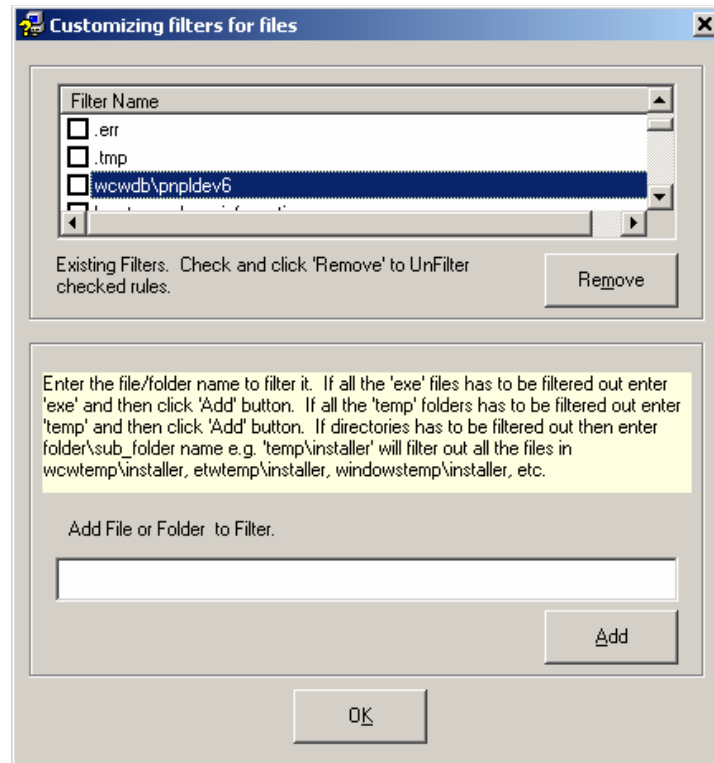 Customizing filters for files
Filter Name
.err
.tmp
wcwdb\pnpldev6
Existing Filters. Check and click 'Remove' to UnFilter
checked rules.
Remove
Enter the file/folder name to filter it. If all the 'exe' files has to be filtered out enter
'exe' and then click 'Add' button. If all the 'temp' folders has to be filtered out enter
'temp' and then click 'Add' button. If directories has to be filtered out then enter
folder\sub_folder name e.g. 'temp\installer' will filter out all the files in
wcwtemp\installer, etwtemp\installer, windowstemp\installer, etc.
Add File or Folder to Filter.
Add
OK